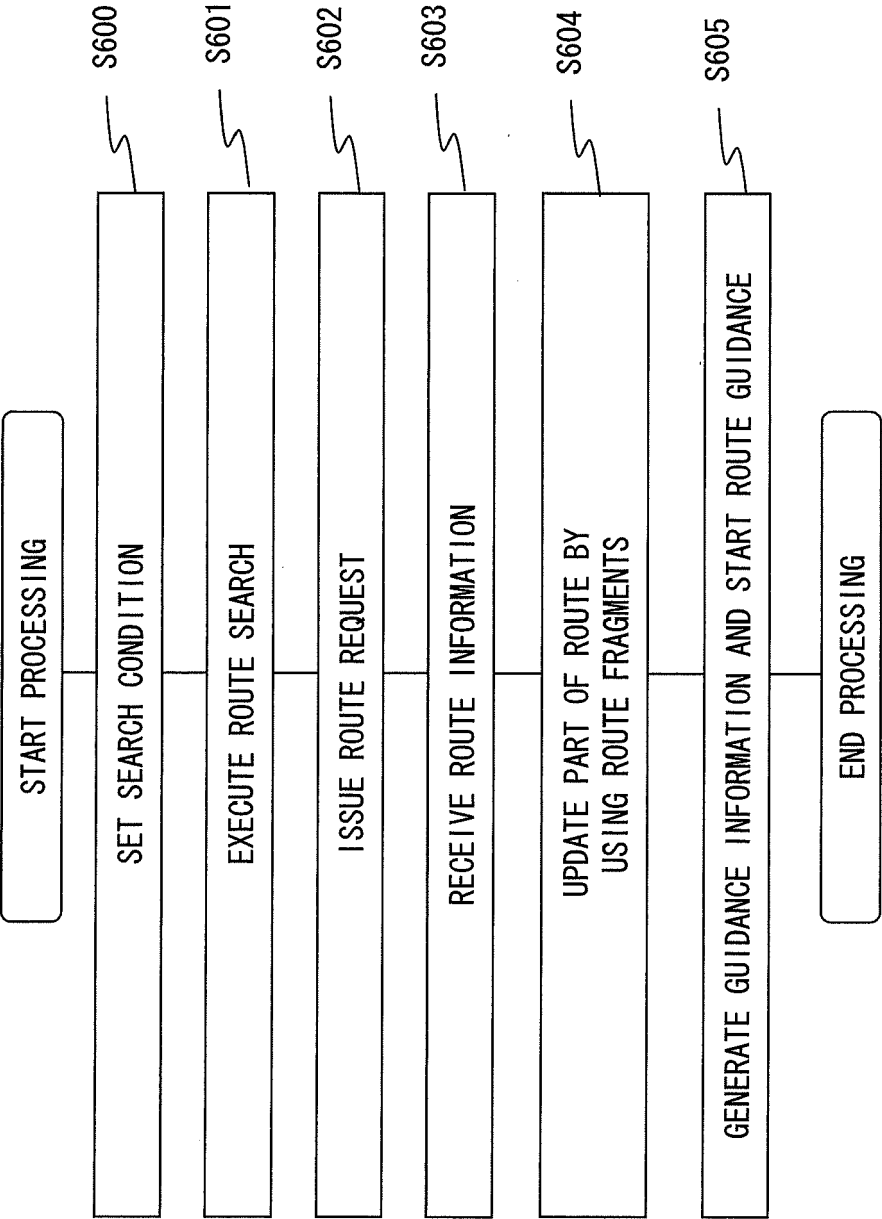 START PROCESSING
SET SEARCH CONDITION
S600
EXECUTE ROUTE SEARCH
S601
ISSUE ROUTE REQUEST
S602
RECEIVE ROUTE INFORMATION
S603
UPDATE PART OF ROUTE BY
USING ROUTE FRAGMENTS
S604
GENERATE GUIDANCE INFORMATION AND START ROUTE GUIDANCE
S605
END PROCESSING